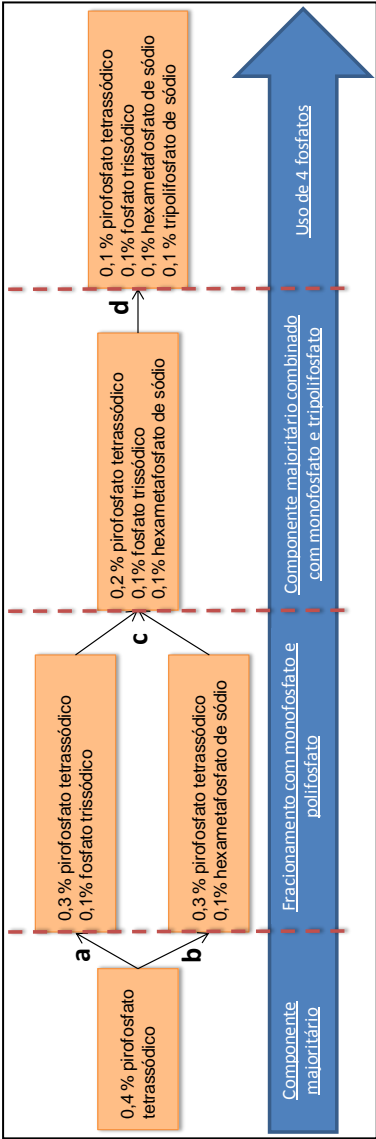 0,4 % pirofosfato
tetrassódico
a
b
0,3 % pirofosfato tetrassódico
0,1% fosfato trissódico
0,3 % pirofosfato tetrassódico
0,1% hexametafosfato de sódio
c
0,2 % pirofosfato tetrassódico
0,1% fosfato trissódico
0,1% hexametafosfato de sódio
d
0,1 % pirofosfato tetrassódico
0,1% fosfato trissódico
0,1% hexametafosfato de sódio
0,1 % tripolifosfato de sódio
Componente
majoritário
Fracionamento com monofosfato e
polifosfato
Componente majoritário combinado
com monofosfato e tripolifosfato
Uso de 4 fosfatos